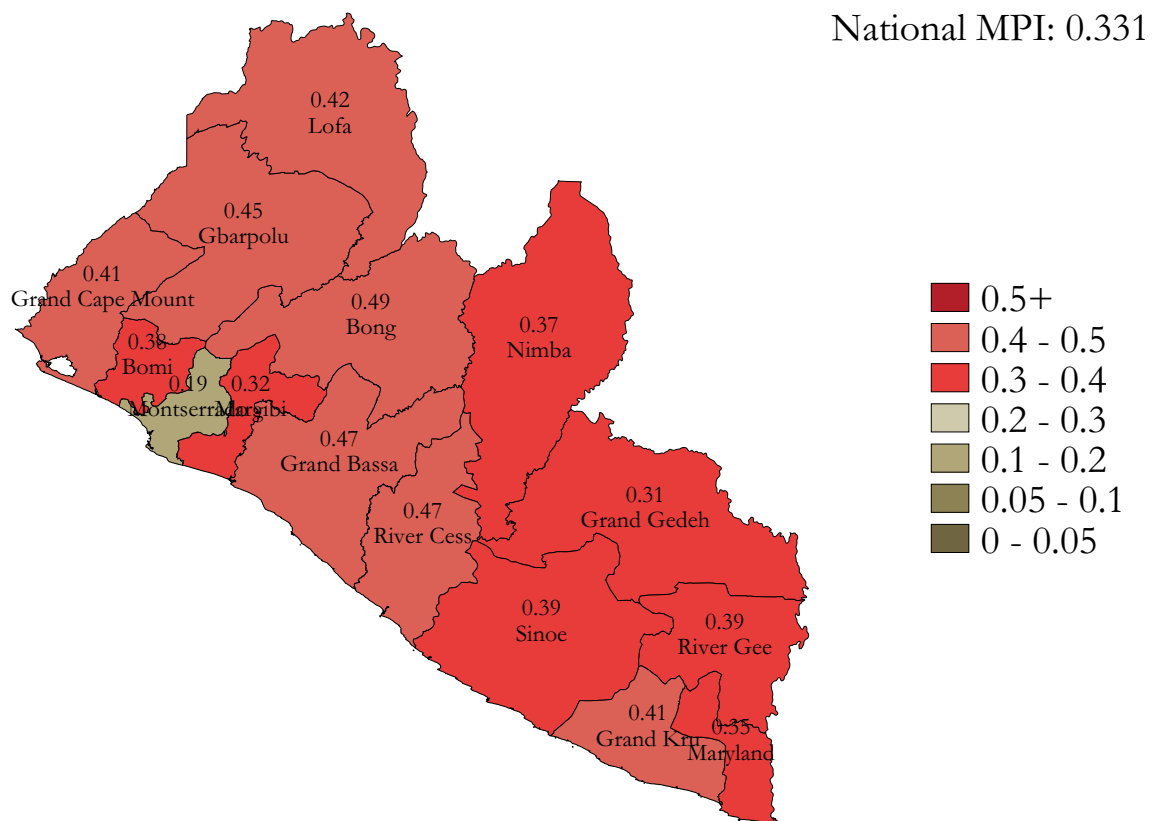 National MPI: 0.331
0.42
Lofa
0.45
Gbarpolu
0.41
Grand Cape Mount
0.49
Bong
0.37
Nimba
0.38
Bomi
0.19
Montserrado
0.32
Margibi
0.47
Grand Bassa
0.47
River Cess
0.31
Grand Gedeh
0.39
Sinoe
0.39
River Gee
0.41
Grand Kru
0.35
Maryland
0.5+
0.4 - 0.5
0.3 - 0.4
0.2 - 0.3
0.1 - 0.2
0.05 - 0.1
0 - 0.05